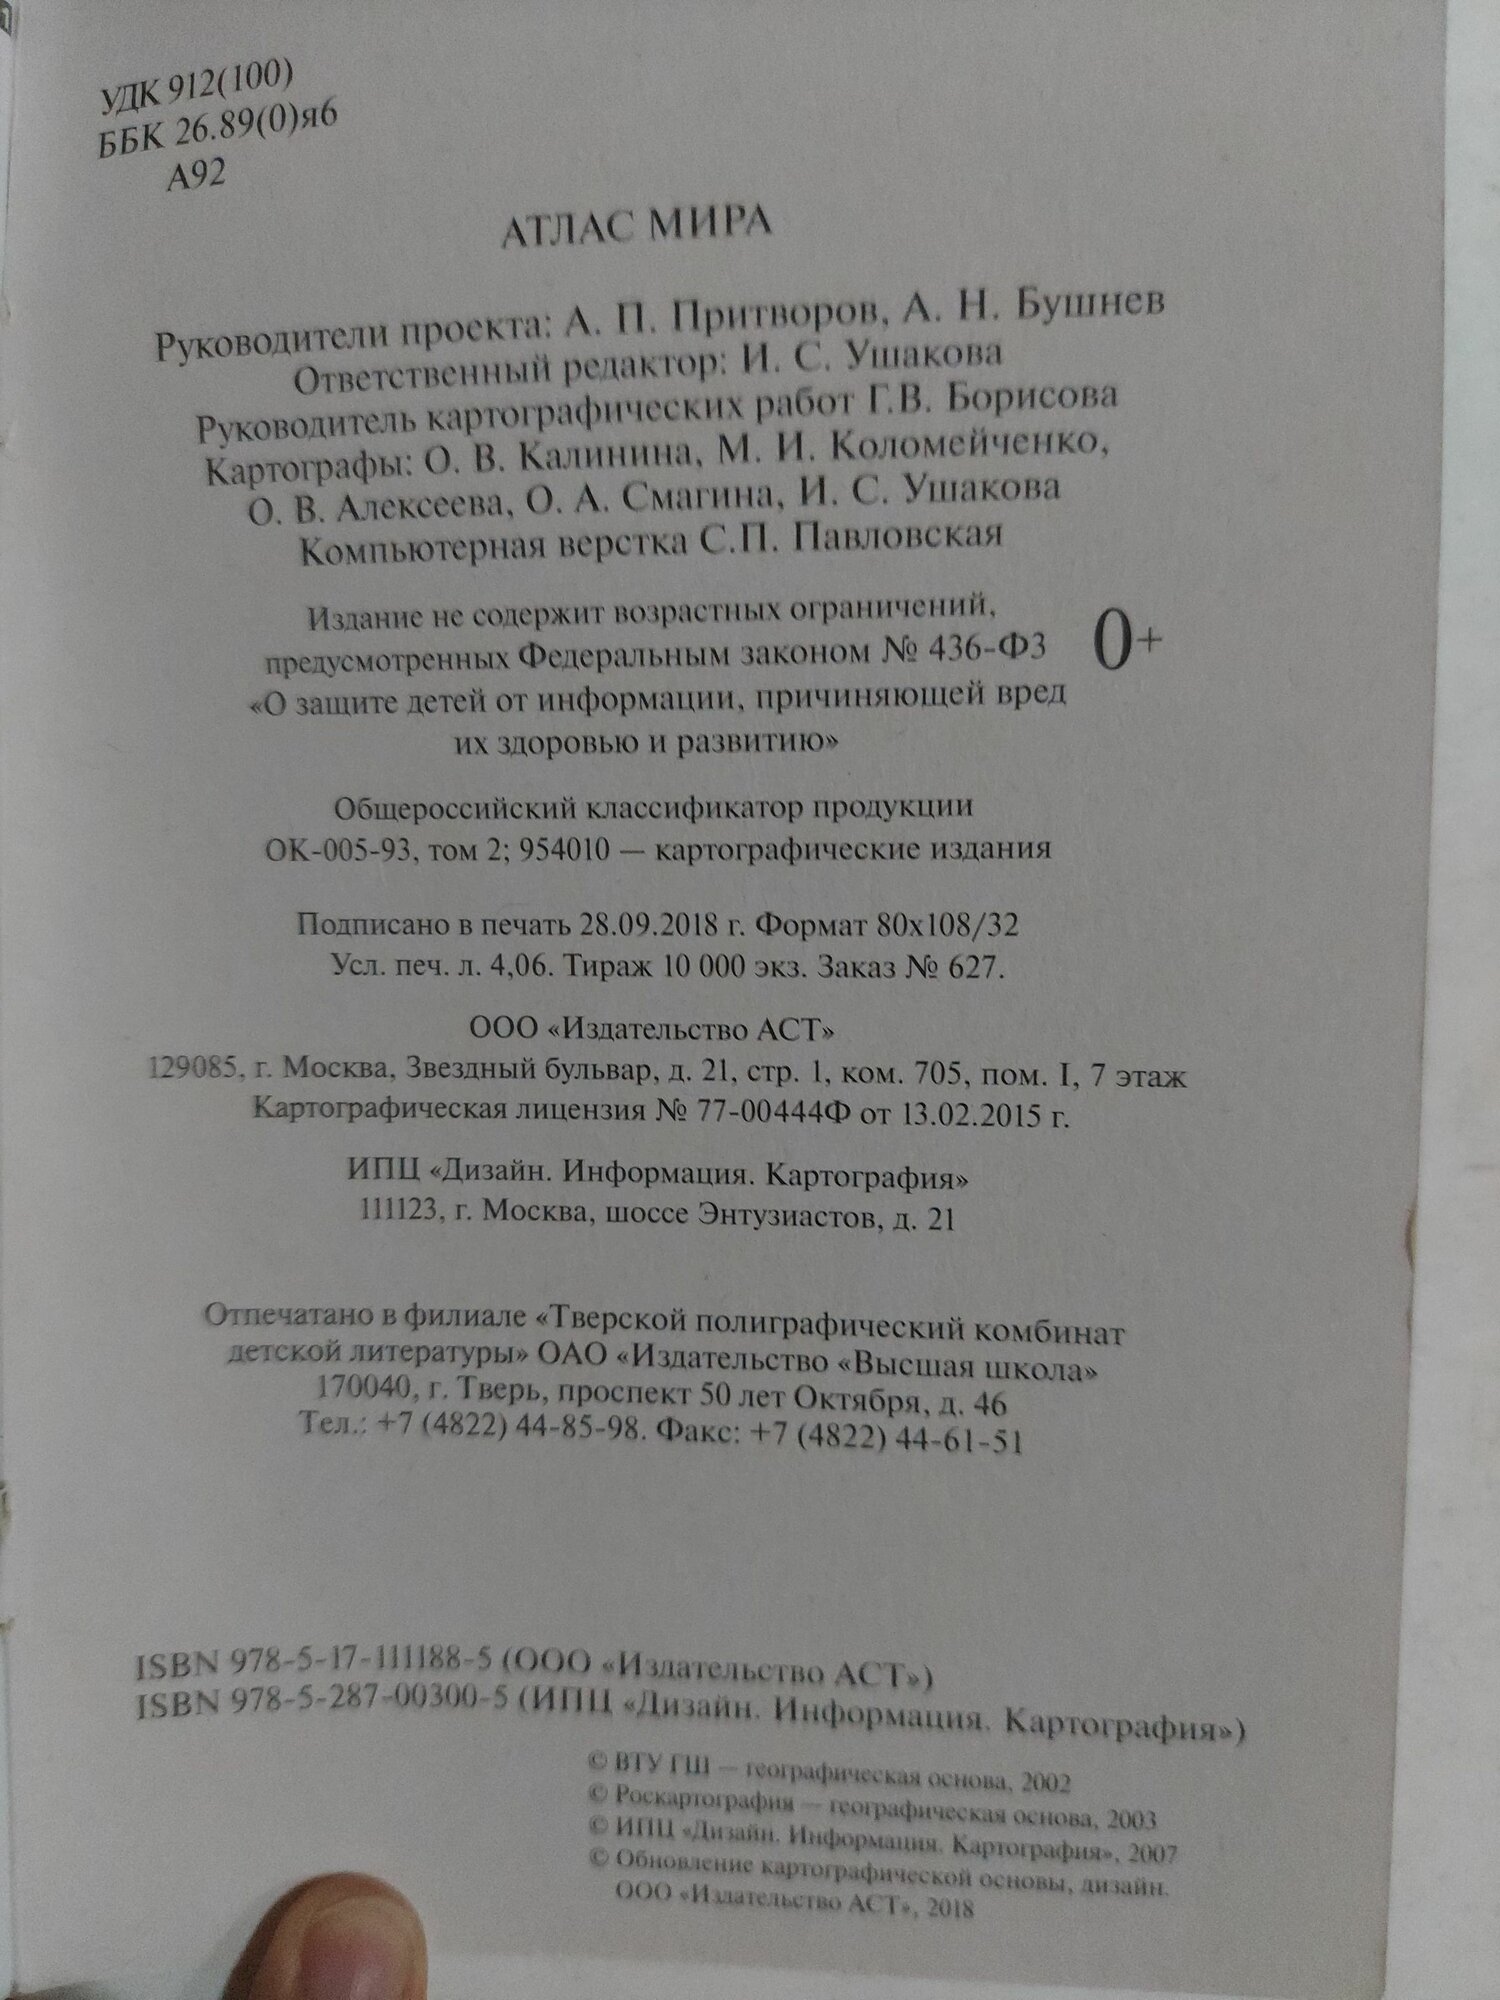 УДК 912(100)
ББК 26.89(0)я6
А92
АТЛАС МИРА
Руководители проекта: А. П. Притворов, А. Н. Бушнев
Ответственный редактор: И. С. Ушакова
Руководитель картографических работ Г.В. Борисова
Картографы: О. В. Калинина, М. И. Коломейченко,
О. В. Алексеева, О. А. Смагина, И. С. Ушакова
Компьютерная верстка С.П. Павловская
Издание не содержит возрастных ограничений,
предусмотренных Федеральным законом № 436-ФЗ
«О защите детей от информации, причиняющей вред
их здоровью и развитию»
0+
Общероссийский классификатор продукции
ОК-005-93, том 2; 954010 — картографические издания
Подписано в печать 28.09.2018 г. Формат 80х108/32
Усл. печ. л. 4,06. Тираж 10 000 экз. Заказ № 627.
ООО «Издательство АСТ»
129085, г. Москва, Звездный бульвар, д. 21, стр. 1, ком. 705, пом. I, 7 этаж
Картографическая лицензия № 77-00444Ф от 13.02.2015 г.
ИПЦ «Дизайн. Информация. Картография»
111123, г. Москва, шоссе Энтузиастов, д. 21
Отпечатано в филиале «Тверской полиграфический комбинат
детской литературы» ОАО «Издательство «Высшая школа»
170040, г. Тверь, проспект 50 лет Октября, д. 46
Тел.: +7 (4822) 44-85-98. Факс: +7 (4822) 44-61-51
ISBN 978-5-17-111188-5 (ООО «Издательство АСТ»)
ISBN 978-5-287-00300-5 (ИПЦ «Дизайн. Информация. Картография»)
© ВТУ ГШ — географическая основа, 2002
© Роскартография — географическая основа, 2003
© ИПЦ «Дизайн. Информация. Картография», 2007
© Обновление картографической основы, дизайн.
ООО «Издательство АСТ», 2018